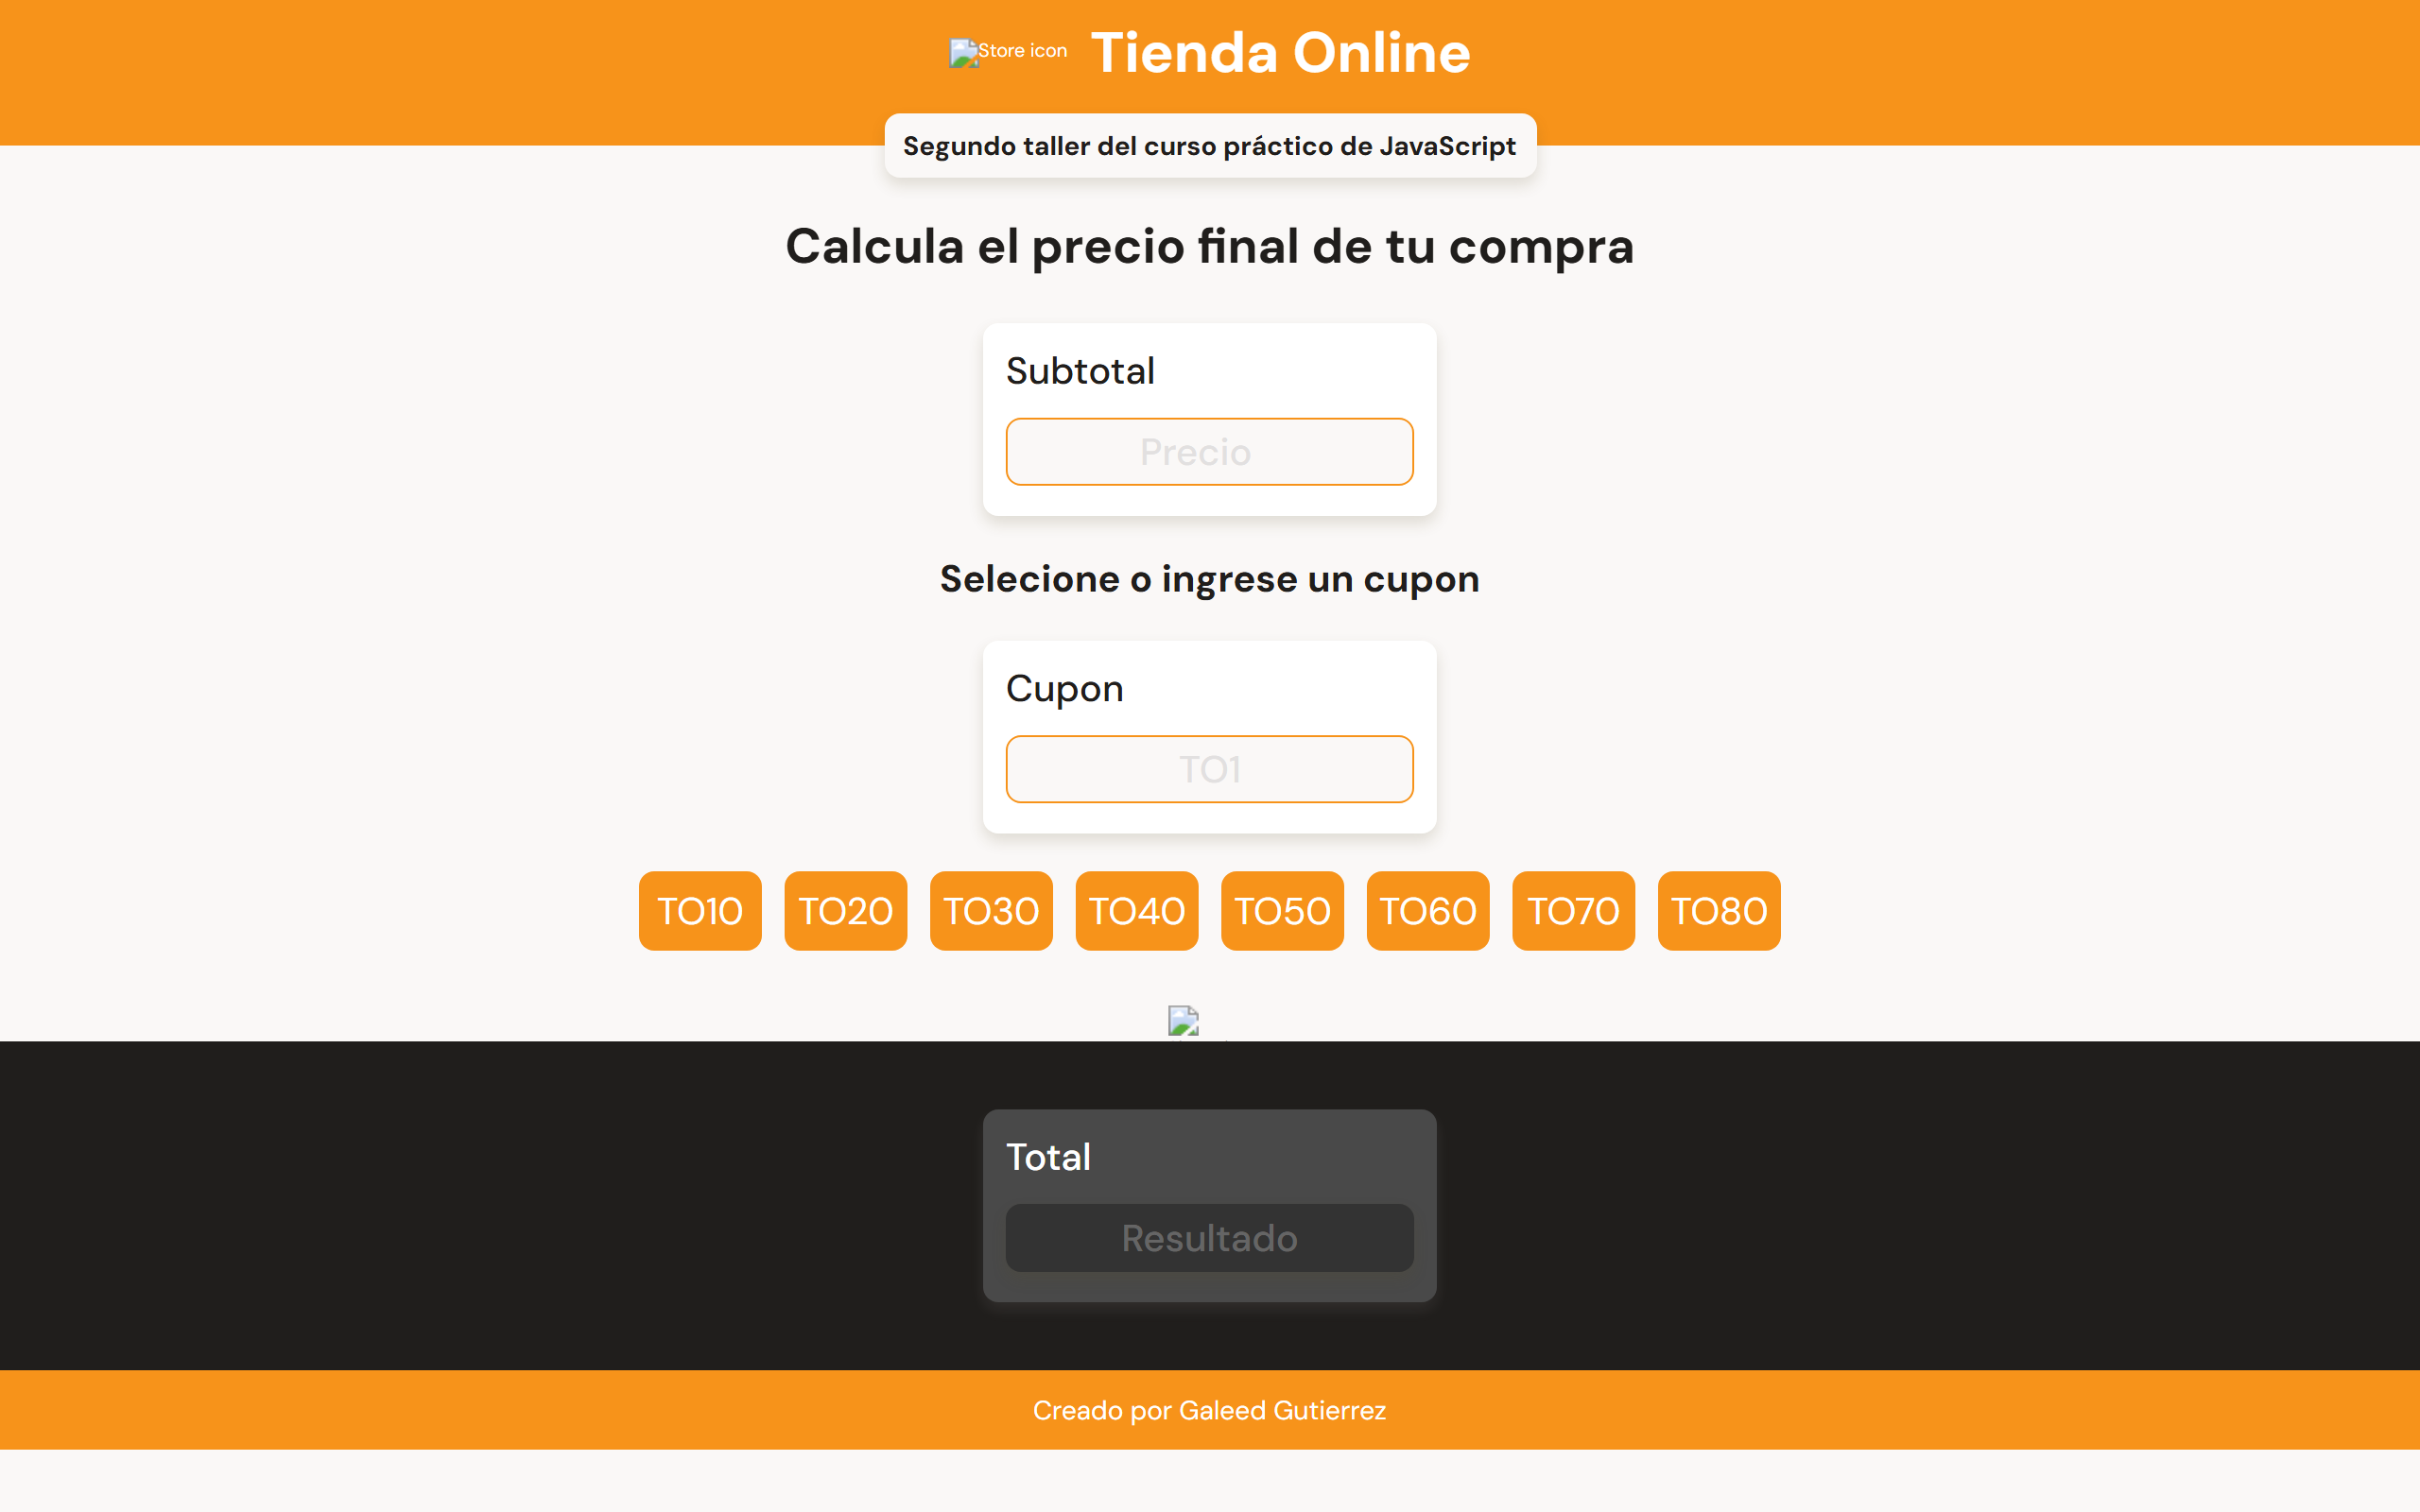 Store icon
Tienda Online
Segundo taller del curso práctico de JavaScript
Calcula el precio final de tu compra
Subtotal
Precio
Selecione o ingrese un cupon
Cupon
TO1
TO10 TO20 TO30 TO40 TO50 TO60 TO70 TO80
Total
Resultado
Creado por Galeed Gutierrez